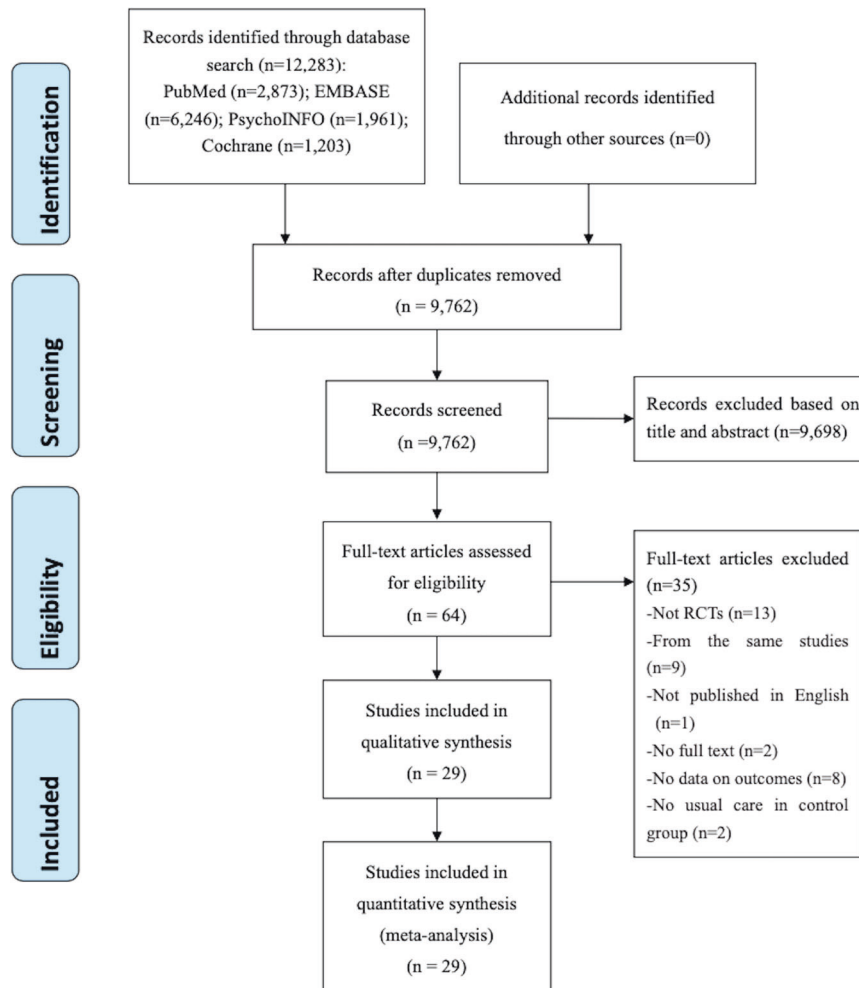 Records identified through database
search (n=12,283):
PubMed (n=2,873); EMBASE
(n=6,246); PsychoINFO (n=1,961);
Cochrane (n=1,203)
Additional records identified
through other sources (n=0)
Identification
Records after duplicates removed
(n = 9,762)
Screening
Records screened
(n =9,762)
Records excluded based on
title and abstract (n=9,698)
Eligibility
Full-text articles assessed
for eligibility
(n = 64)
Full-text articles excluded
(n=35)
-Not RCTs (n=13)
-From the same studies
(n=9)
-Not published in English
(n=1)
-No full text (n=2)
-No data on outcomes (n=8)
-No usual care in control
group (n=2)
Studies included in
qualitative synthesis
(n = 29)
Included
Studies included in
quantitative synthesis
(meta-analysis)
(n = 29)